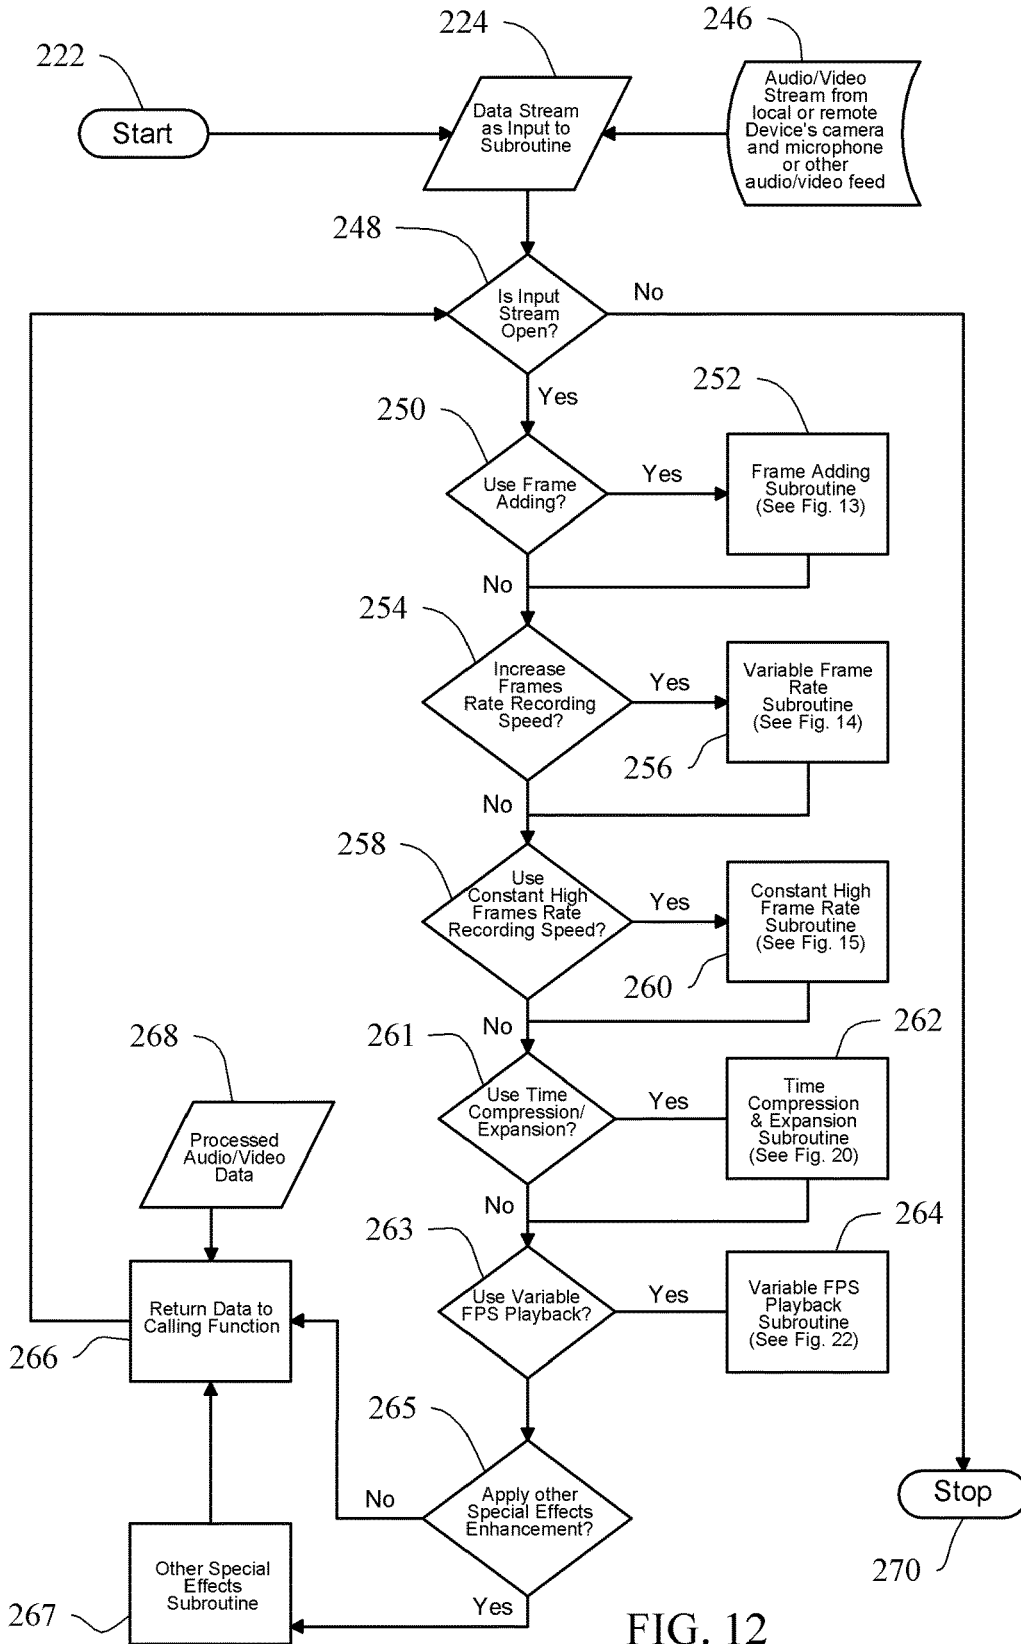 222
224
246
Start
Data Stream
as Input to
Subroutine
Audio/Video
Stream from
local or remote
Device's camera
and microphone
or other
audio/video feed
248
Is Input
Stream
Open?
No
Yes
250
252
Use Frame
Adding?
Yes
Frame Adding
Subroutine
(See Fig. 13)
No
254
Increase
Frames
Rate Recording
Speed?
Yes
Variable Frame
Rate
Subroutine
(See Fig. 14)
256
No
258
Use
Constant High
Frames Rate
Recording Speed?
Yes
Constant High
Frame Rate
Subroutine
(See Fig. 15)
260
No
261
262
Use Time
Compression/
Expansion?
Yes
Time
Compression
& Expansion
Subroutine
(See Fig. 20)
268
Processed
Audio/Video
Data
No
263
264
Use Variable
FPS Playback?
Yes
Variable FPS
Playback
Subroutine
(See Fig. 22)
Return Data to
Calling Function
266
265
Apply other
Special Effects
Enhancement?
No
Stop
270
Other Special
Effects
Subroutine
267
Yes
FIG. 12